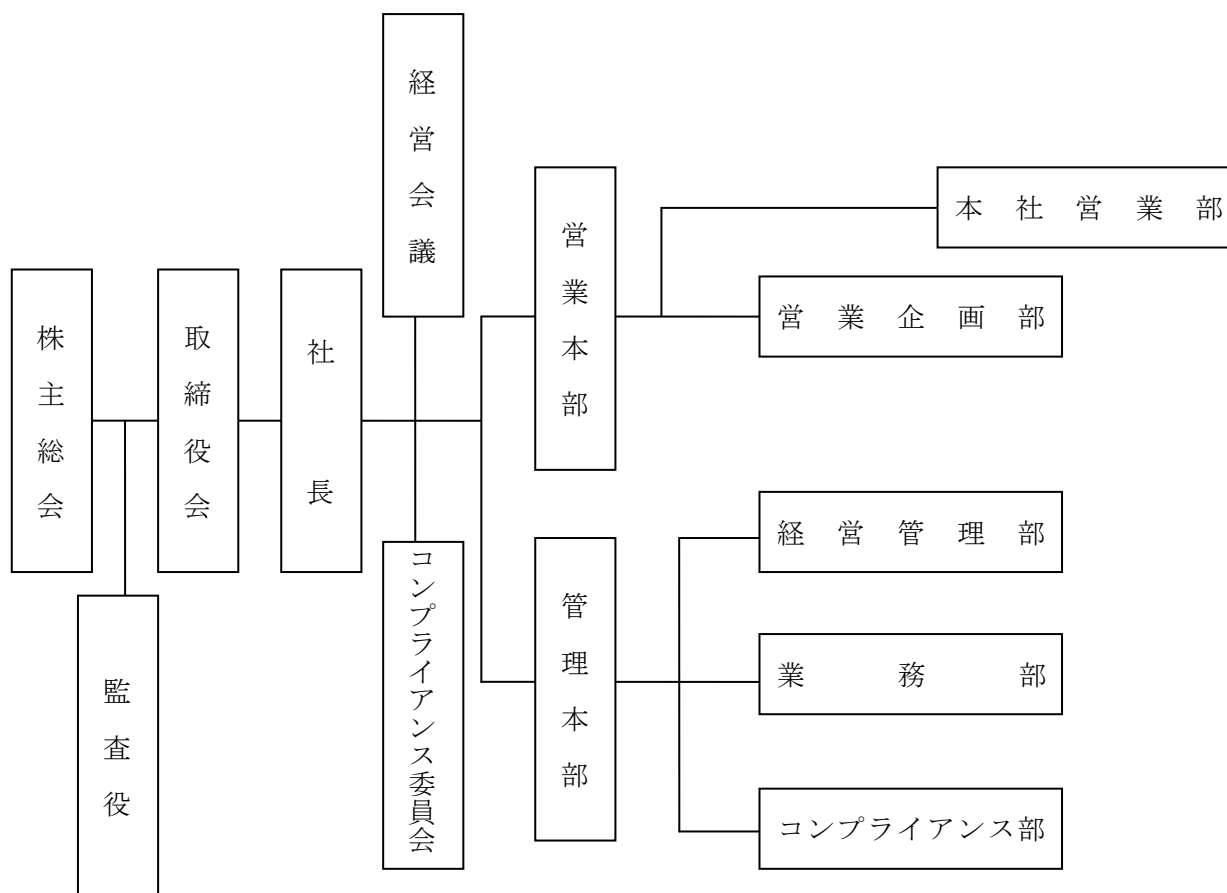 経営会議
営業本部
本社営業部
営業企画部
株主総会
取締役会
社長
監査役
コンプライアンス委員会
管理本部
経営管理部
業務部
コンプライアンス部